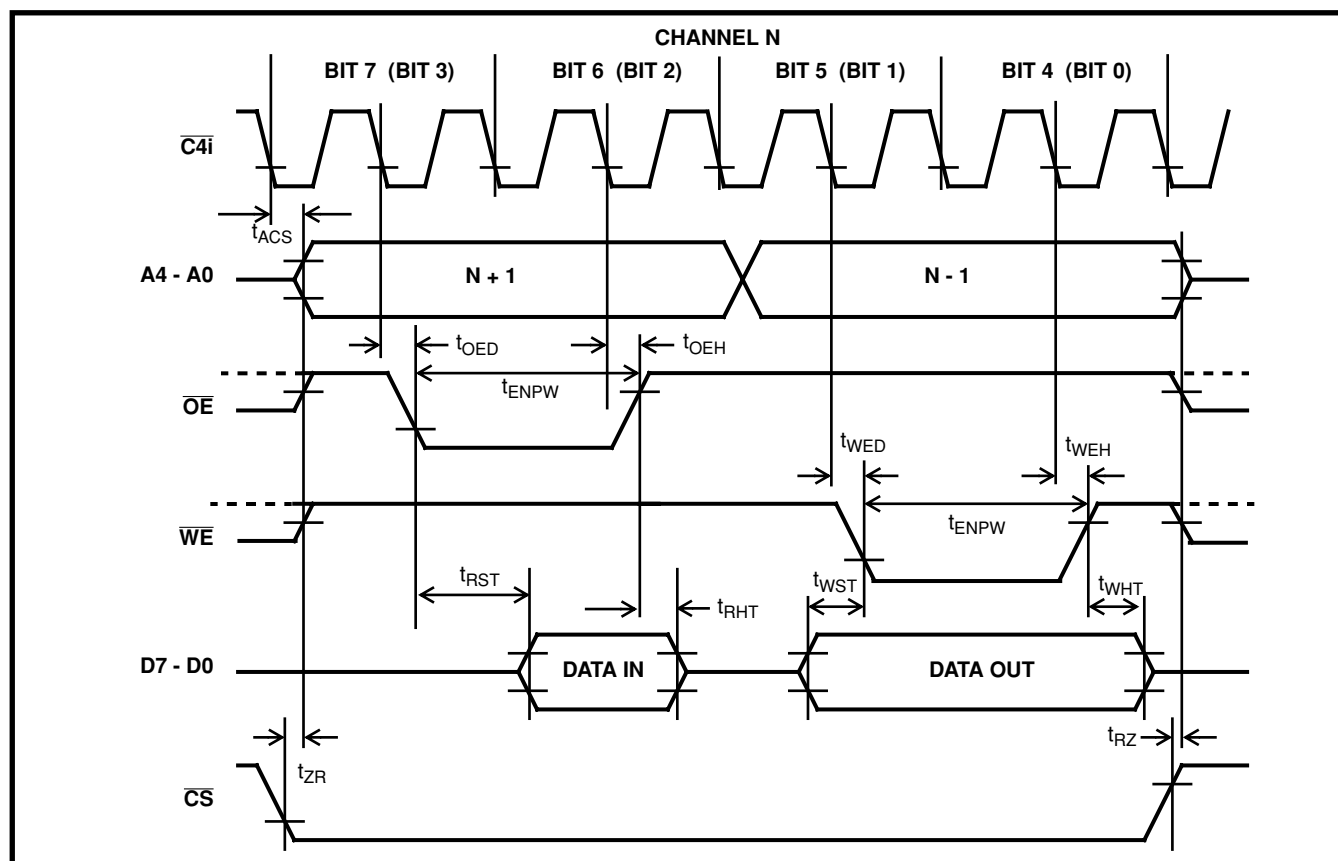 CHANNEL N
BIT 7 (BIT 3) BIT 6 (BIT 2) BIT 5 (BIT 1) BIT 4 (BIT 0)
C4i
tACS
A4 - A0 N + 1 N - 1
tOED tOEH
tENPW
OE
tWED tWEH
tENPW
WE
tRST tRHT tWST tWHT
D7 - D0 DATA IN DATA OUT
tZR tRZ
CS